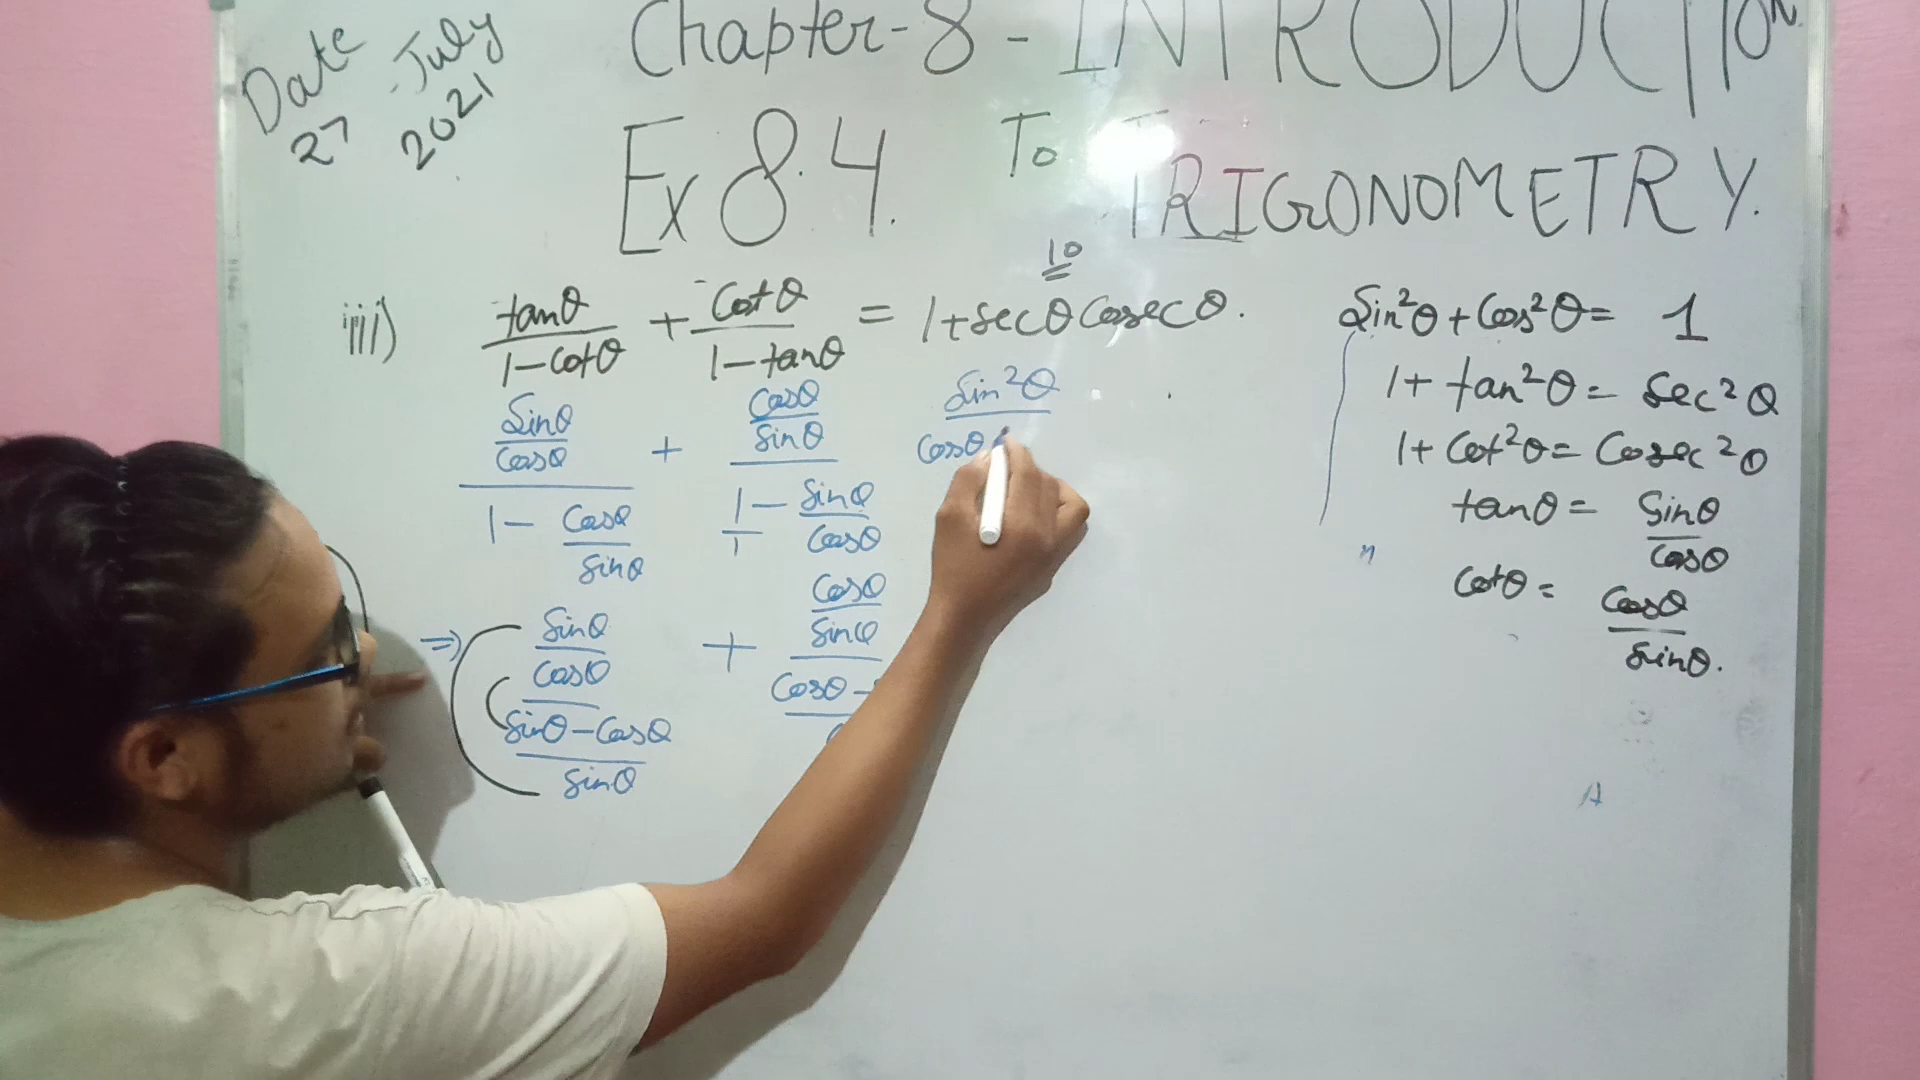 Date
27 July
2021
Chapter-8 - INTRODUCTION
Ex 8.4. To TRIGONOMETRY.
10
iii) tanθ/1-cotθ + cotθ/1-tanθ = 1+secθ cosecθ.
sinθ/cosθ / 1 - cosθ/sinθ + cosθ/sinθ / 1/1 - sinθ/cosθ
sin²θ/cosθ
⇒ sinθ/cosθ / sinθ-cosθ/sinθ + cosθ/sinθ / cosθ -
sin²θ + cos²θ = 1
1+ tan²θ = sec²θ
1+ cot²θ = cosec²θ
tanθ = sinθ/cosθ
cotθ = cosθ/sinθ.